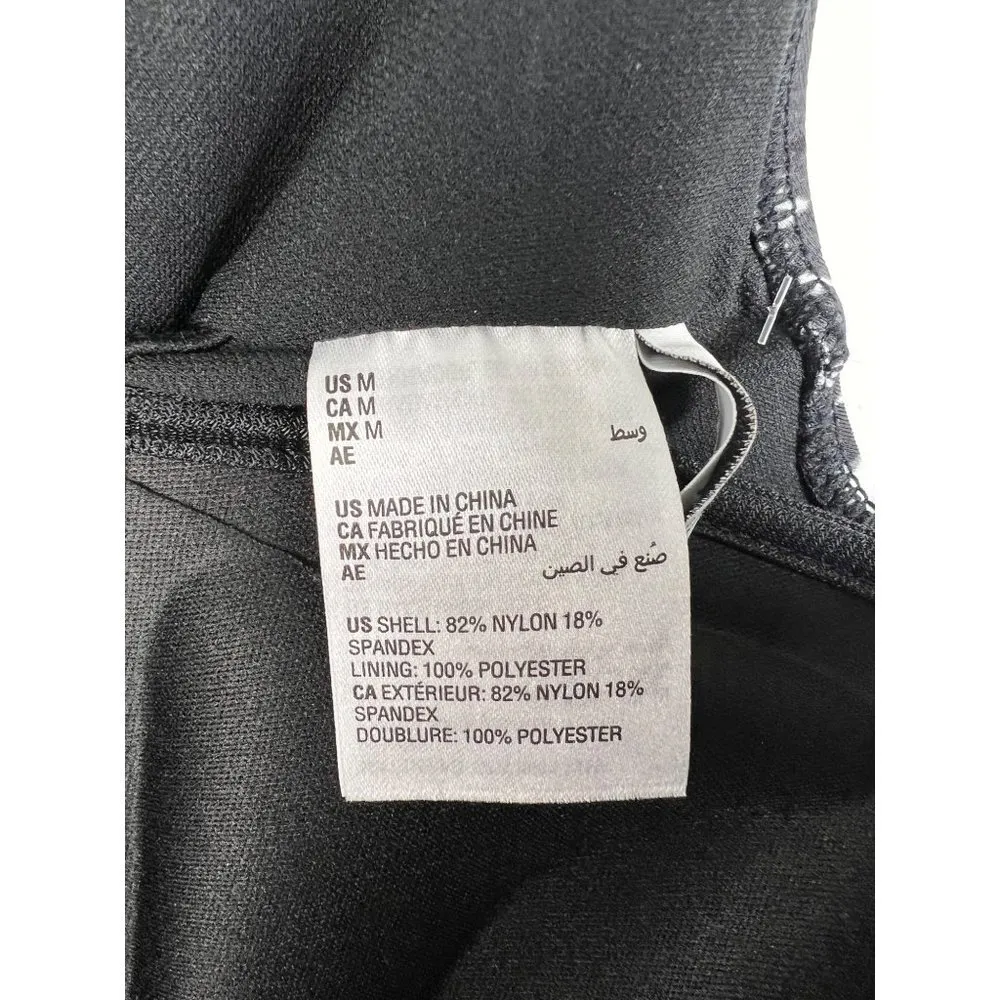 US M
CA M
MX M
AE وسط
US MADE IN CHINA
CA FABRIQUÉ EN CHINE
MX HECHO EN CHINA
AE صُنع في الصين
US SHELL: 82% NYLON 18%
SPANDEX
LINING: 100% POLYESTER
CA EXTÉRIEUR: 82% NYLON 18%
SPANDEX
DOUBLURE: 100% POLYESTER